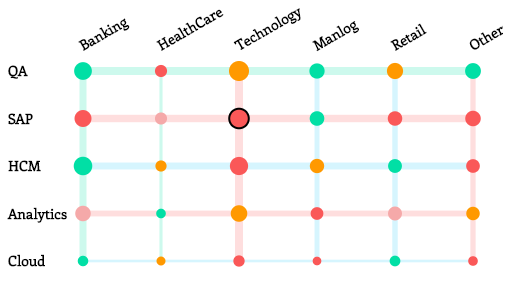 Banking
HealthCare
Technology
Manlog
Retail
Other
QA
SAP
HCM
Analytics
Cloud